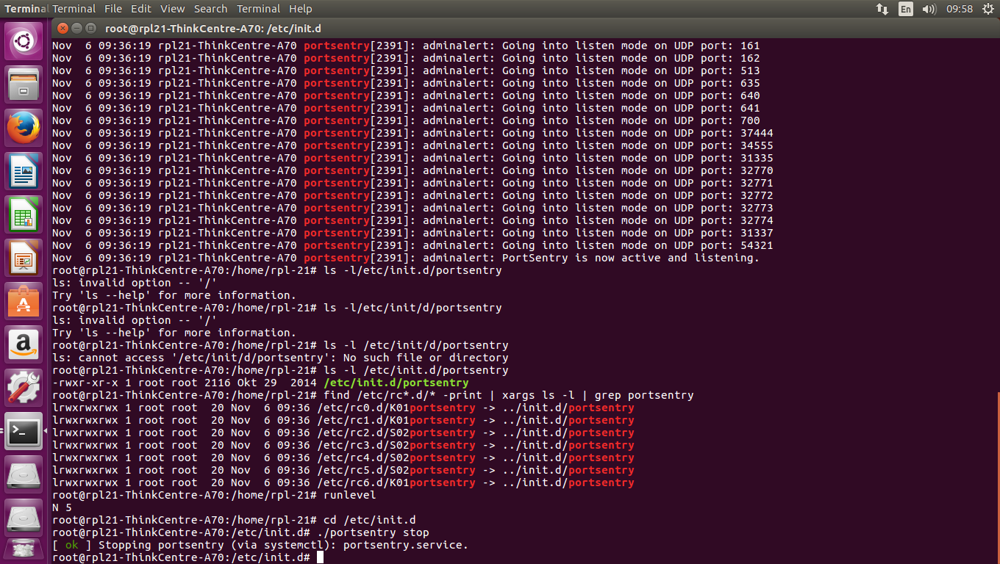 Terminal Terminal File Edit View Search Terminal Help En 09:58
root@rpl21-ThinkCentre-A70: /etc/init.d
Nov  6 09:36:19 rpl21-ThinkCentre-A70 portsentry[2391]: adminalert: Going into listen mode on UDP port: 161
Nov  6 09:36:19 rpl21-ThinkCentre-A70 portsentry[2391]: adminalert: Going into listen mode on UDP port: 162
Nov  6 09:36:19 rpl21-ThinkCentre-A70 portsentry[2391]: adminalert: Going into listen mode on UDP port: 513
Nov  6 09:36:19 rpl21-ThinkCentre-A70 portsentry[2391]: adminalert: Going into listen mode on UDP port: 635
Nov  6 09:36:19 rpl21-ThinkCentre-A70 portsentry[2391]: adminalert: Going into listen mode on UDP port: 640
Nov  6 09:36:19 rpl21-ThinkCentre-A70 portsentry[2391]: adminalert: Going into listen mode on UDP port: 641
Nov  6 09:36:19 rpl21-ThinkCentre-A70 portsentry[2391]: adminalert: Going into listen mode on UDP port: 700
Nov  6 09:36:19 rpl21-ThinkCentre-A70 portsentry[2391]: adminalert: Going into listen mode on UDP port: 37444
Nov  6 09:36:19 rpl21-ThinkCentre-A70 portsentry[2391]: adminalert: Going into listen mode on UDP port: 34555
Nov  6 09:36:19 rpl21-ThinkCentre-A70 portsentry[2391]: adminalert: Going into listen mode on UDP port: 31335
Nov  6 09:36:19 rpl21-ThinkCentre-A70 portsentry[2391]: adminalert: Going into listen mode on UDP port: 32770
Nov  6 09:36:19 rpl21-ThinkCentre-A70 portsentry[2391]: adminalert: Going into listen mode on UDP port: 32771
Nov  6 09:36:19 rpl21-ThinkCentre-A70 portsentry[2391]: adminalert: Going into listen mode on UDP port: 32772
Nov  6 09:36:19 rpl21-ThinkCentre-A70 portsentry[2391]: adminalert: Going into listen mode on UDP port: 32773
Nov  6 09:36:19 rpl21-ThinkCentre-A70 portsentry[2391]: adminalert: Going into listen mode on UDP port: 32774
Nov  6 09:36:19 rpl21-ThinkCentre-A70 portsentry[2391]: adminalert: Going into listen mode on UDP port: 31337
Nov  6 09:36:19 rpl21-ThinkCentre-A70 portsentry[2391]: adminalert: Going into listen mode on UDP port: 54321
Nov  6 09:36:19 rpl21-ThinkCentre-A70 portsentry[2391]: adminalert: PortSentry is now active and listening.
root@rpl21-ThinkCentre-A70:/home/rpl-21# ls -l/etc/init.d/portsentry
ls: invalid option -- '/'
Try 'ls --help' for more information.
root@rpl21-ThinkCentre-A70:/home/rpl-21# ls -l/etc/init/d/portsentry
ls: invalid option -- '/'
Try 'ls --help' for more information.
root@rpl21-ThinkCentre-A70:/home/rpl-21# ls -l /etc/init/d/portsentry
ls: cannot access '/etc/init/d/portsentry': No such file or directory
root@rpl21-ThinkCentre-A70:/home/rpl-21# ls -l /etc/init.d/portsentry
-rwxr-xr-x 1 root root 2116 Okt 29  2014 /etc/init.d/portsentry
root@rpl21-ThinkCentre-A70:/home/rpl-21# find /etc/rc*.d/* -print | xargs ls -l | grep portsentry
lrwxrwxrwx 1 root root  20 Nov  6 09:36 /etc/rc0.d/K01portsentry -> ../init.d/portsentry
lrwxrwxrwx 1 root root  20 Nov  6 09:36 /etc/rc1.d/K01portsentry -> ../init.d/portsentry
lrwxrwxrwx 1 root root  20 Nov  6 09:36 /etc/rc2.d/S02portsentry -> ../init.d/portsentry
lrwxrwxrwx 1 root root  20 Nov  6 09:36 /etc/rc3.d/S02portsentry -> ../init.d/portsentry
lrwxrwxrwx 1 root root  20 Nov  6 09:36 /etc/rc4.d/S02portsentry -> ../init.d/portsentry
lrwxrwxrwx 1 root root  20 Nov  6 09:36 /etc/rc5.d/S02portsentry -> ../init.d/portsentry
lrwxrwxrwx 1 root root  20 Nov  6 09:36 /etc/rc6.d/K01portsentry -> ../init.d/portsentry
root@rpl21-ThinkCentre-A70:/home/rpl-21# runlevel
N 5
root@rpl21-ThinkCentre-A70:/home/rpl-21# cd /etc/init.d
root@rpl21-ThinkCentre-A70:/etc/init.d# ./portsentry stop
[ ok ] Stopping portsentry (via systemctl): portsentry.service.
root@rpl21-ThinkCentre-A70:/etc/init.d#